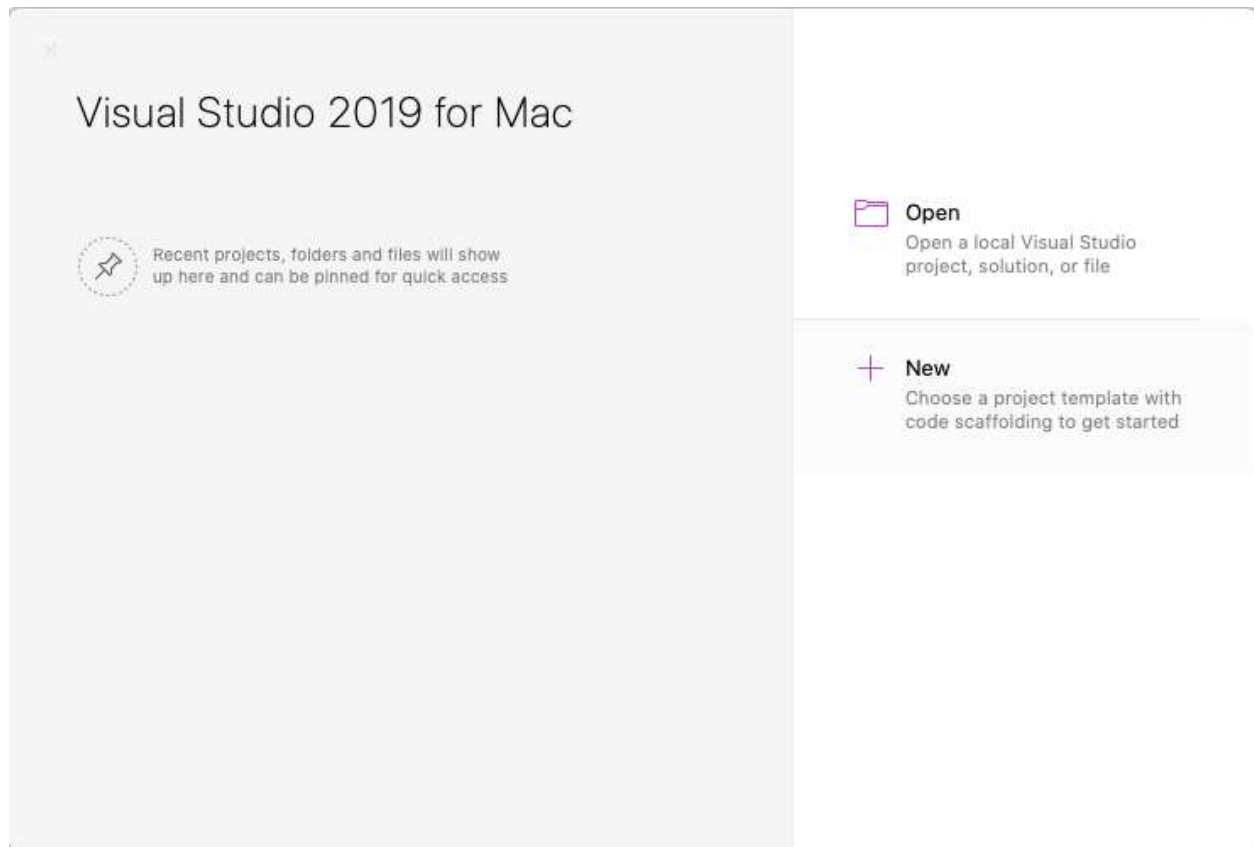 Visual Studio 2019 for Mac
Recent projects, folders and files will show
up here and can be pinned for quick access
Open
Open a local Visual Studio
project, solution, or file
New
Choose a project template with
code scaffolding to get started